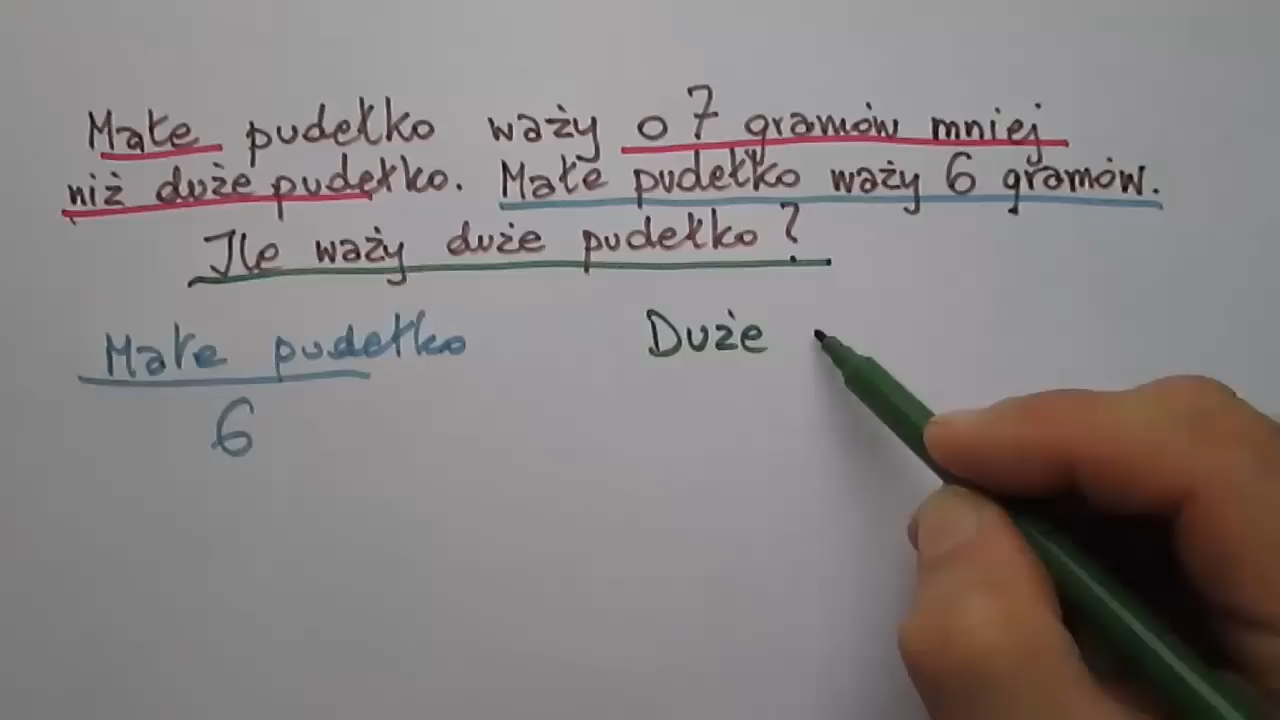 Małe pudełko waży o 7 gramów mniej
niż duże pudełko. Małe pudełko waży 6 gramów.
Ile waży duże pudełko?
Małe pudełko
Duże
6